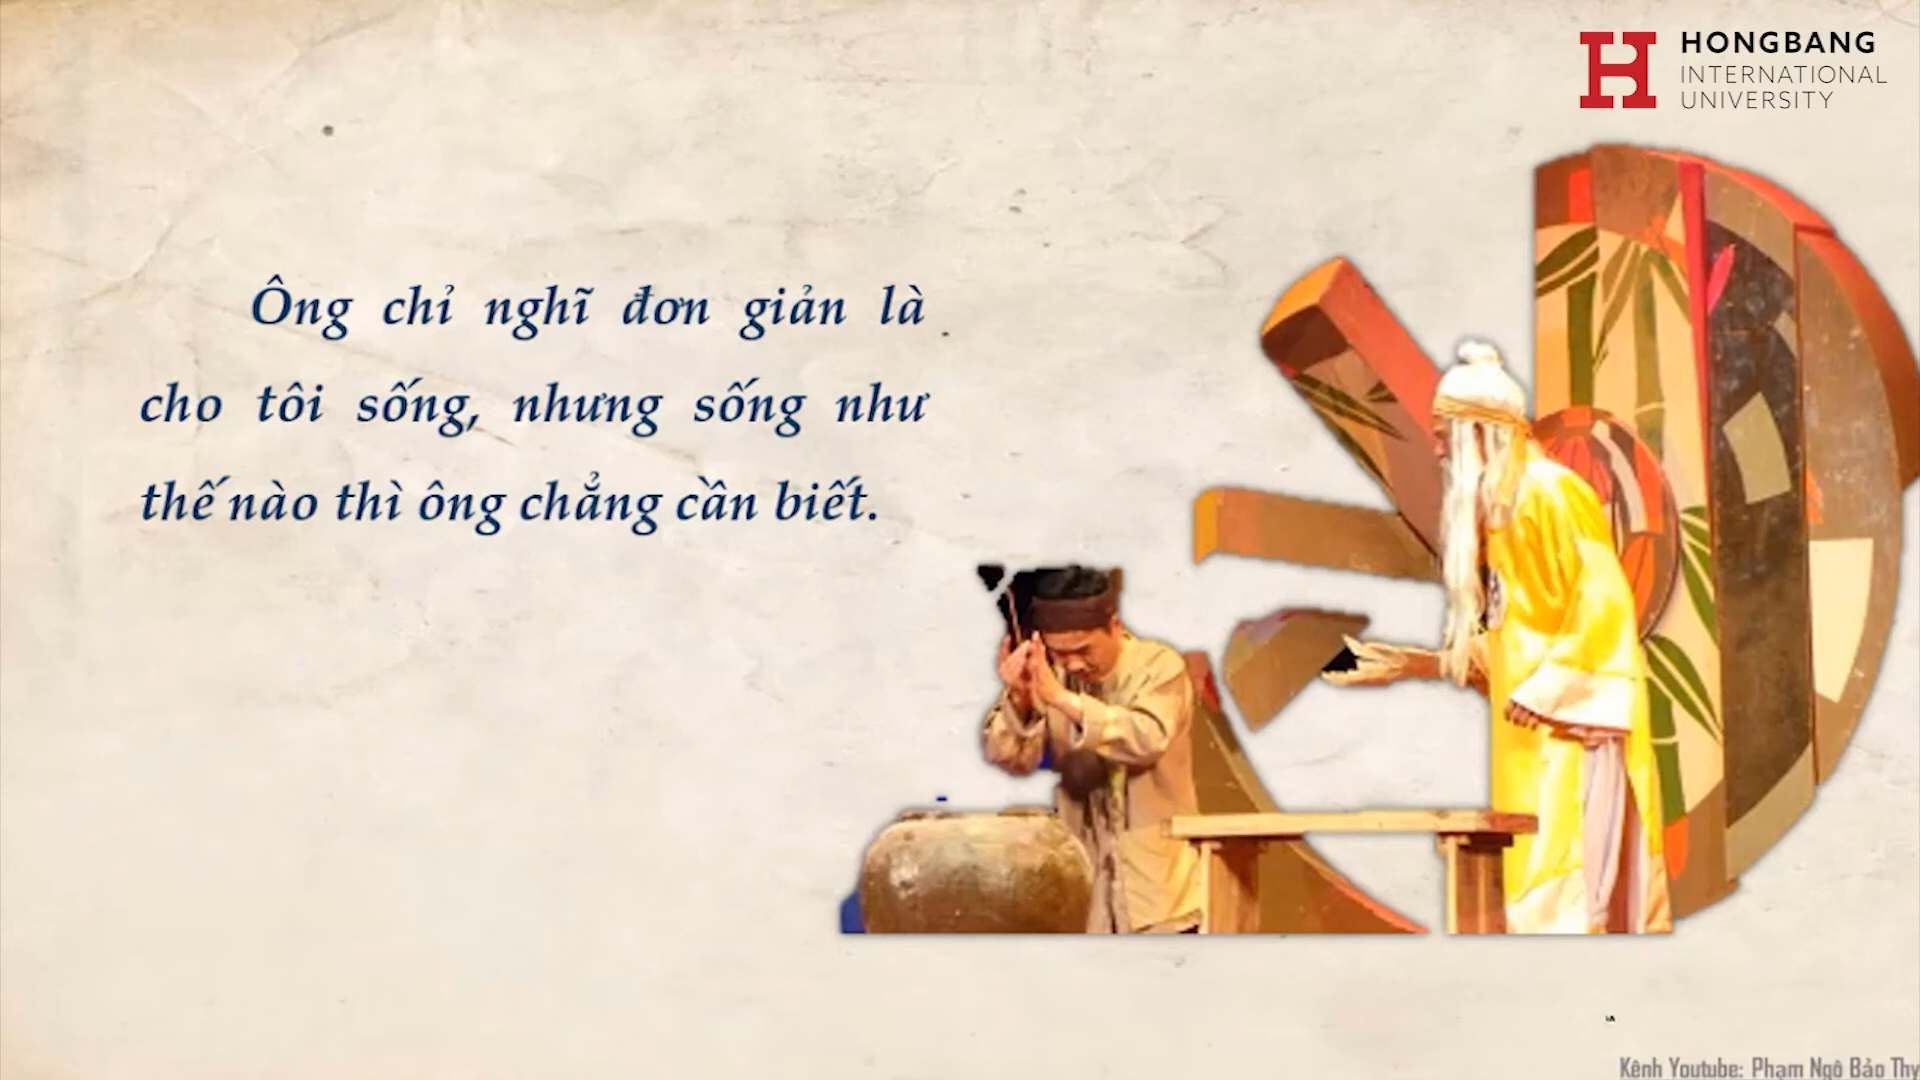 HONGBANG
INTERNATIONAL
UNIVERSITY
Ông chỉ nghĩ đơn giản là
cho tôi sống, nhưng sống như
thế nào thì ông chẳng cần biết.
Kênh Youtube: Phạm Ngô Bảo Thy